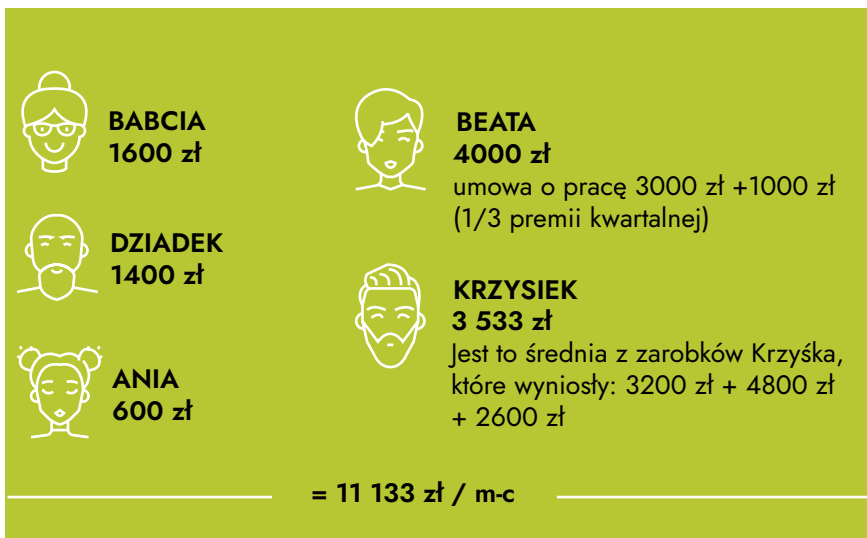 BABCIA
1600 zł
DZIADEK
1400 zł
ANIA
600 zł
BEATA
4000 zł
umowa o pracę 3000 zł +1000 zł
(1/3 premii kwartalnej)
KRZYSIEK
3 533 zł
Jest to średnia z zarobków Krzyśka,
które wyniosły: 3200 zł + 4800 zł
+ 2600 zł
= 11 133 zł / m-c